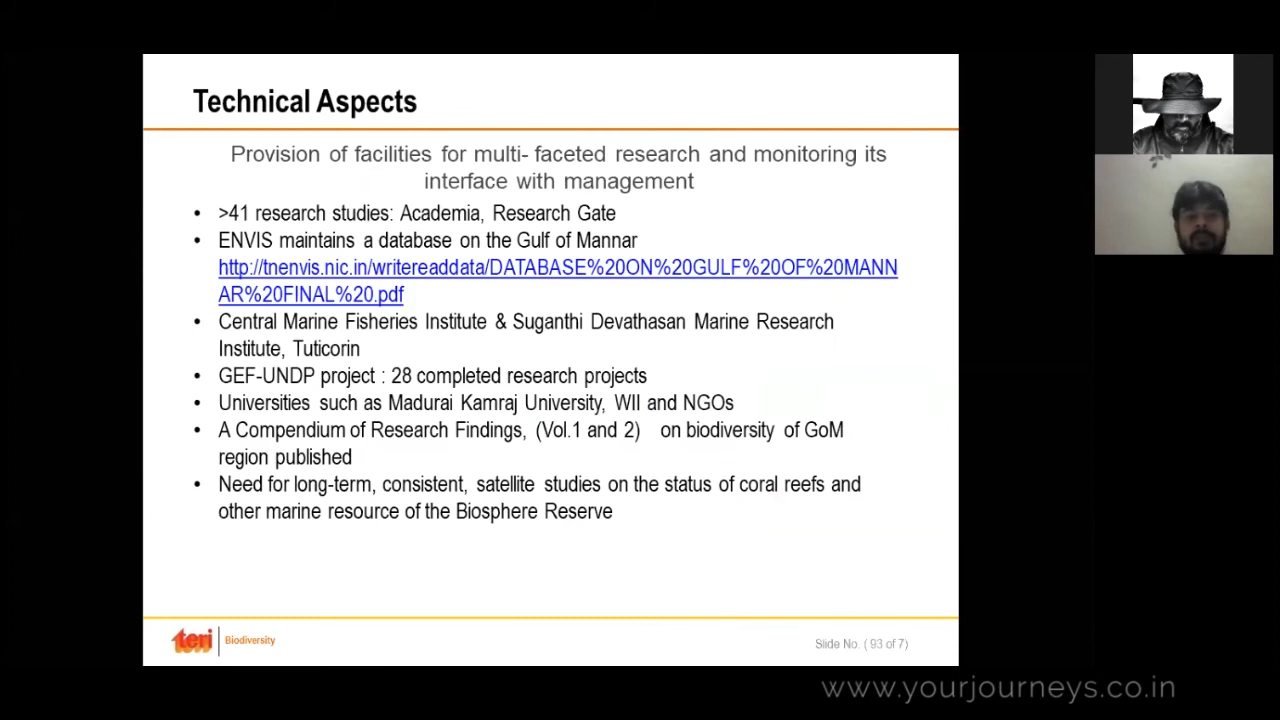 Technical Aspects
Provision of facilities for multi- faceted research and monitoring its
interface with management
• >41 research studies: Academia, Research Gate
• ENVIS maintains a database on the Gulf of Mannar
http://tnenvis.nic.in/writereaddata/DATABASE%20ON%20GULF%20OF%20MANN
AR%20FINAL%20.pdf
• Central Marine Fisheries Institute & Suganthi Devathasan Marine Research
Institute, Tuticorin
• GEF-UNDP project : 28 completed research projects
• Universities such as Madurai Kamraj University, WII and NGOs
• A Compendium of Research Findings, (Vol.1 and 2) on biodiversity of GoM
region published
• Need for long-term, consistent, satellite studies on the status of coral reefs and
other marine resource of the Biosphere Reserve
teri Biodiversity
Slide No. ( 93 of 7)
www.yourjourneys.co.in